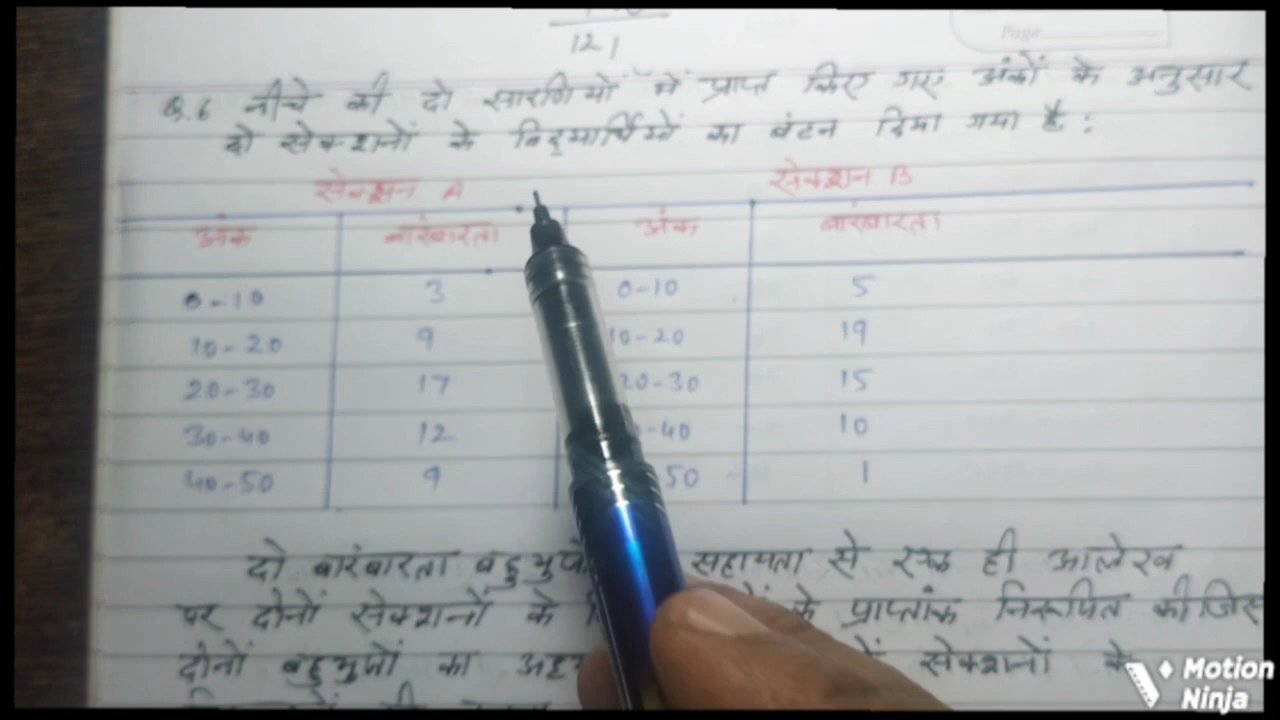 121
Page
Q.6 नीचे की दो सारणियों में प्राप्त किए गए अंकों के अनुसार
दो सेक्शनों के विद्यार्थियों का बंटन दिया गया है :
सेक्शन A सेक्शन B
अंक बारंबारता अंक बारंबारता
0-10 3 0-10 5
10-20 9 10-20 19
20-30 17 20-30 15
30-40 12 -40 10
40-50 9 50 1
दो बारंबारता सहायता से एक ही आलेख
पर दोनों सेक्शनों के के प्राप्तांक निरूपित कीजिए
दोनों बहुभुजों का सेक्शनों के
Motion
Ninja